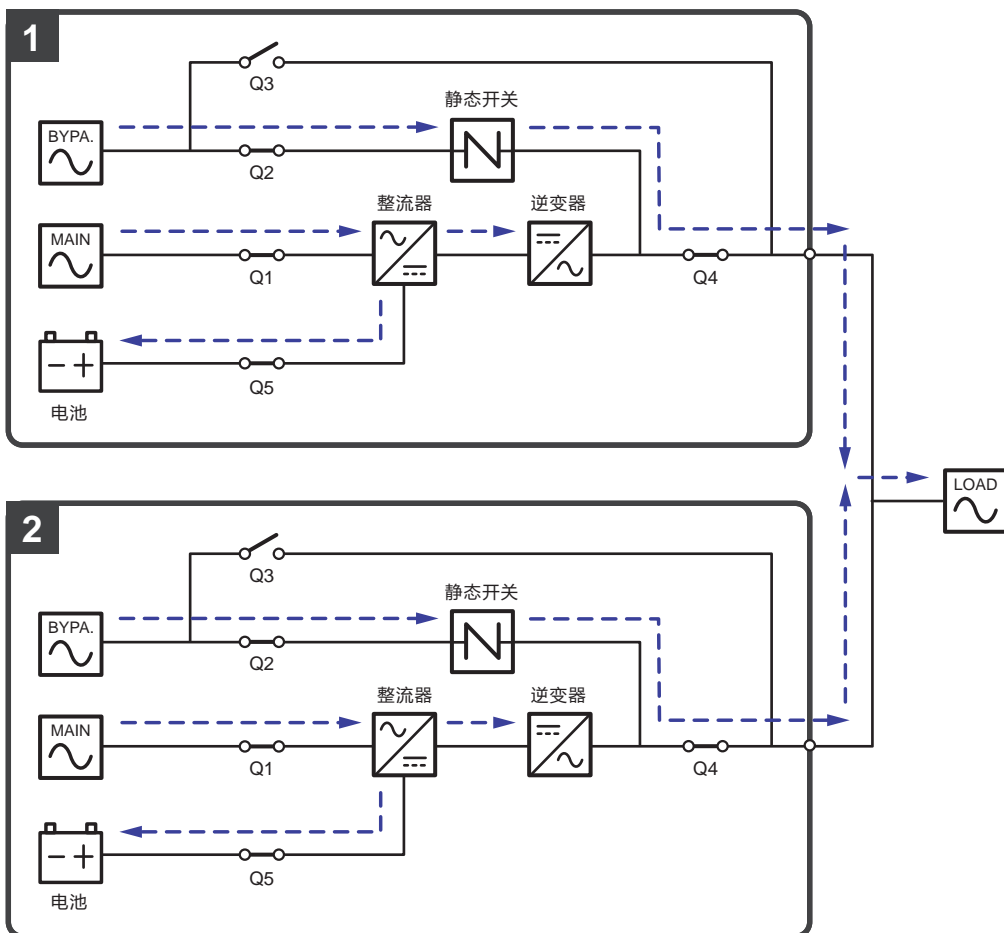 1
Q3
静态开关
BYPA.
Q2
整流器
逆变器
MAIN
Q1
Q4
Q5
电池
LOAD
2
Q3
静态开关
BYPA.
Q2
整流器
逆变器
MAIN
Q1
Q4
Q5
电池